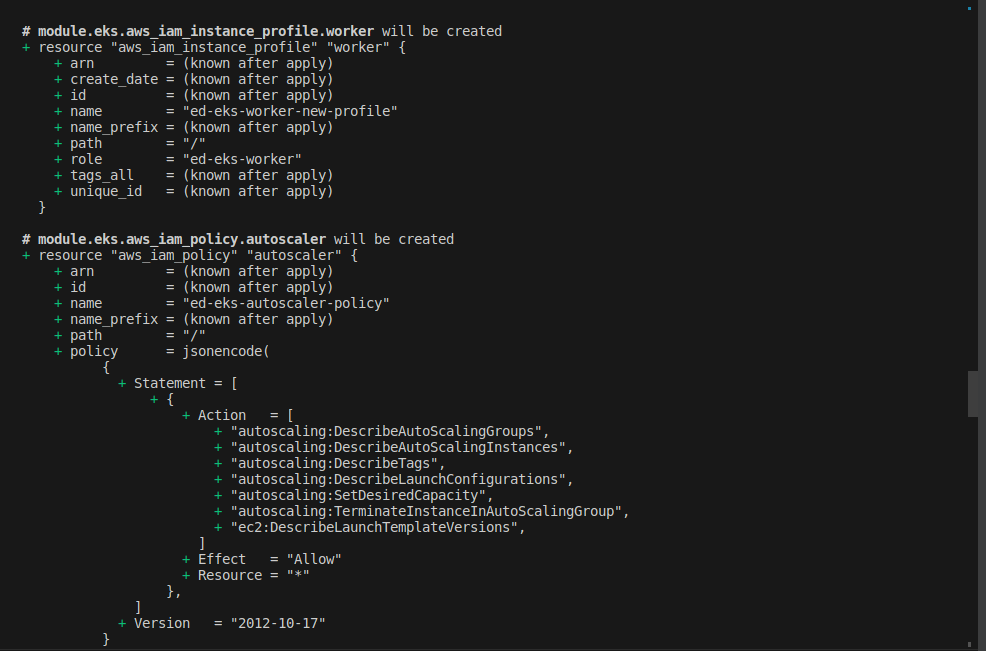 # module.eks.aws_iam_instance_profile.worker will be created
+ resource "aws_iam_instance_profile" "worker" {
    + arn         = (known after apply)
    + create_date = (known after apply)
    + id          = (known after apply)
    + name        = "ed-eks-worker-new-profile"
    + name_prefix = (known after apply)
    + path        = "/"
    + role        = "ed-eks-worker"
    + tags_all    = (known after apply)
    + unique_id   = (known after apply)
  }
# module.eks.aws_iam_policy.autoscaler will be created
+ resource "aws_iam_policy" "autoscaler" {
    + arn         = (known after apply)
    + id          = (known after apply)
    + name        = "ed-eks-autoscaler-policy"
    + name_prefix = (known after apply)
    + path        = "/"
    + policy      = jsonencode(
          {
            + Statement = [
                + {
                    + Action   = [
                        + "autoscaling:DescribeAutoScalingGroups",
                        + "autoscaling:DescribeAutoScalingInstances",
                        + "autoscaling:DescribeTags",
                        + "autoscaling:DescribeLaunchConfigurations",
                        + "autoscaling:SetDesiredCapacity",
                        + "autoscaling:TerminateInstanceInAutoScalingGroup",
                        + "ec2:DescribeLaunchTemplateVersions",
                      ]
                    + Effect   = "Allow"
                    + Resource = "*"
                  },
              ]
            + Version   = "2012-10-17"
          }